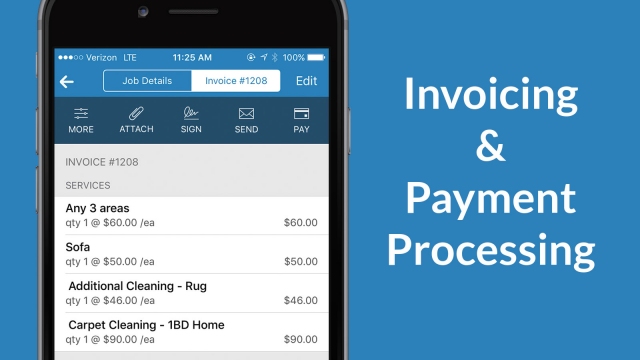 Verizon LTE 11:25 AM 100%
Job Details Invoice #1208 Edit
MORE ATTACH SIGN SEND PAY
INVOICE #1208
SERVICES
Any 3 areas
qty 1 @ $60.00 /ea $60.00
Sofa
qty 1 @ $50.00 /ea $50.00
Additional Cleaning - Rug
qty 1 @ $46.00 /ea $46.00
Carpet Cleaning - 1BD Home
qty 1 @ $90.00 /ea $90.00
Invoicing
&
Payment
Processing